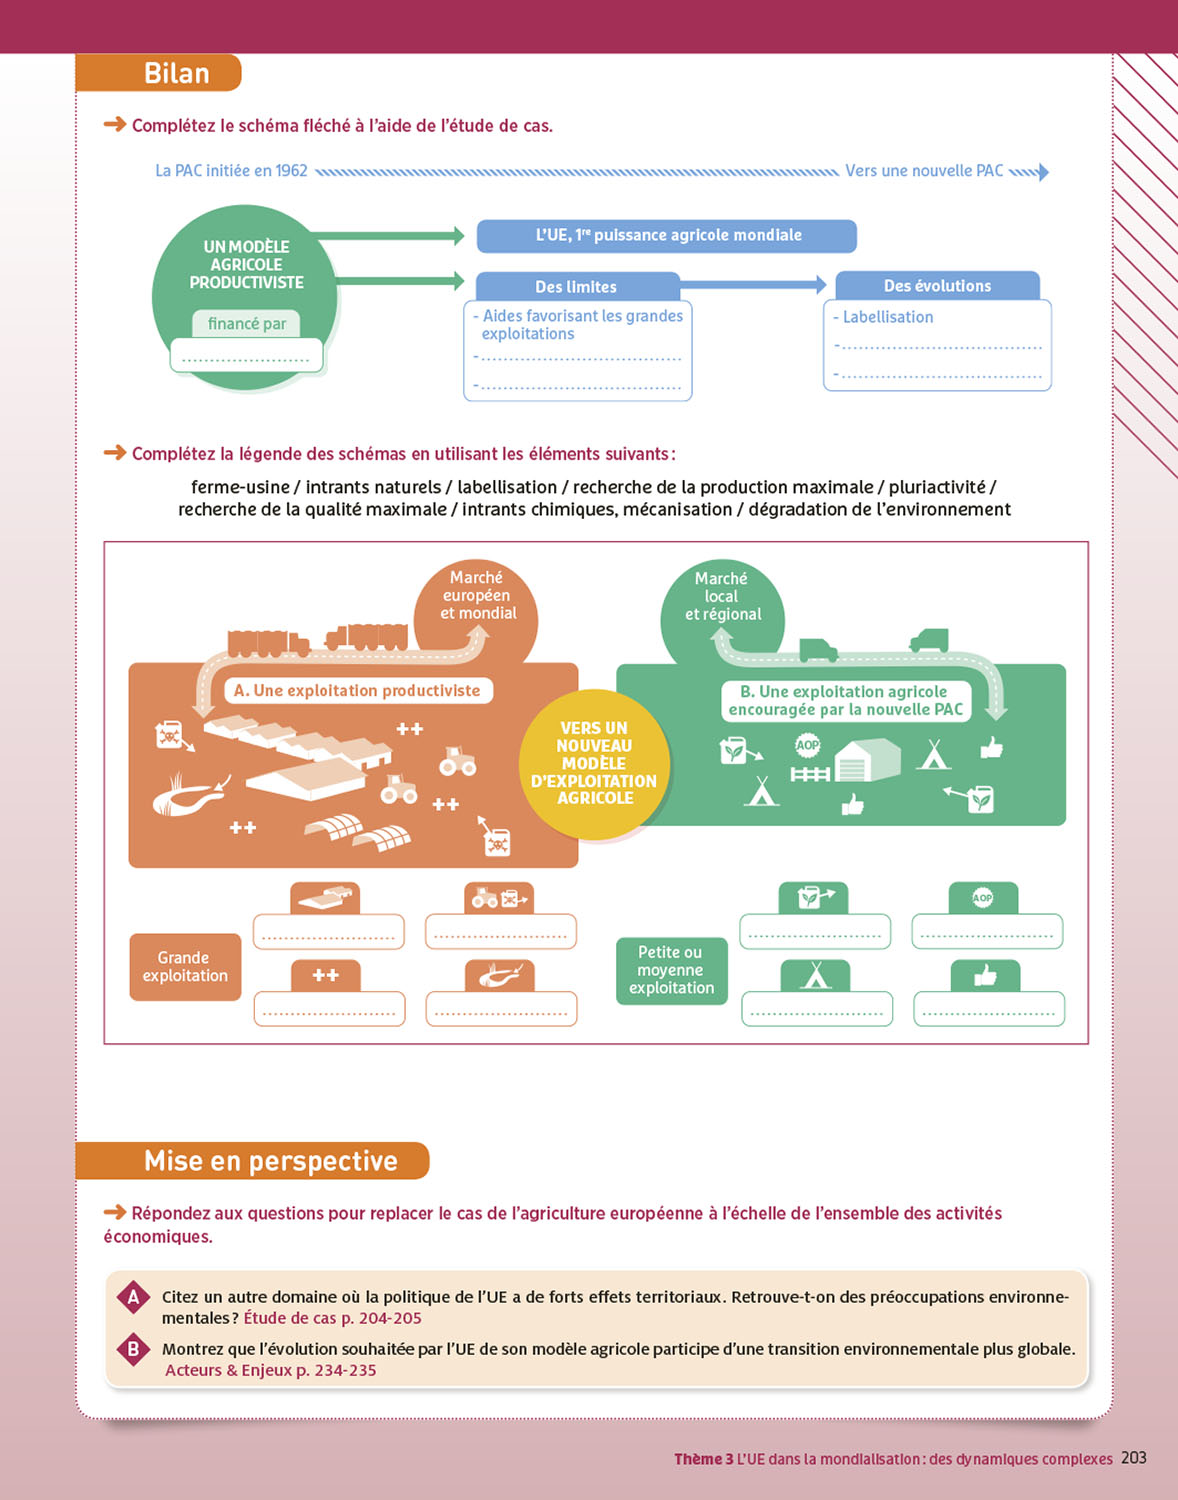 Bilan
➔ Complétez le schéma fléché à l'aide de l'étude de cas.
La PAC initiée en 1962
Vers une nouvelle PAC
UN MODÈLE
AGRICOLE
PRODUCTIVISTE
financé par
........................
L'UE, 1re puissance agricole mondiale
Des limites
- Aides favorisant les grandes
exploitations
- .....................................
- .....................................
Des évolutions
- Labellisation
- .....................................
- .....................................
➔ Complétez la légende des schémas en utilisant les éléments suivants :
ferme-usine / intrants naturels / labellisation / recherche de la production maximale / pluriactivité /
recherche de la qualité maximale / intrants chimiques, mécanisation / dégradation de l'environnement
Marché
européen
et mondial
A. Une exploitation productiviste
++
++
++
VERS UN
NOUVEAU
MODÈLE
D'EXPLOITATION
AGRICOLE
Marché
local
et régional
B. Une exploitation agricole
encouragée par la nouvelle PAC
AOP
Grande
exploitation
.........................
.........................
++
.........................
.........................
Petite ou
moyenne
exploitation
.........................
AOP
.........................
.........................
.........................
Mise en perspective
➔ Répondez aux questions pour replacer le cas de l'agriculture européenne à l'échelle de l'ensemble des activités
économiques.
A Citez un autre domaine où la politique de l'UE a de forts effets territoriaux. Retrouve-t-on des préoccupations environne-
mentales ? Étude de cas p. 204-205
B Montrez que l'évolution souhaitée par l'UE de son modèle agricole participe d'une transition environnementale plus globale.
Acteurs & Enjeux p. 234-235
Thème 3 L'UE dans la mondialisation : des dynamiques complexes 203